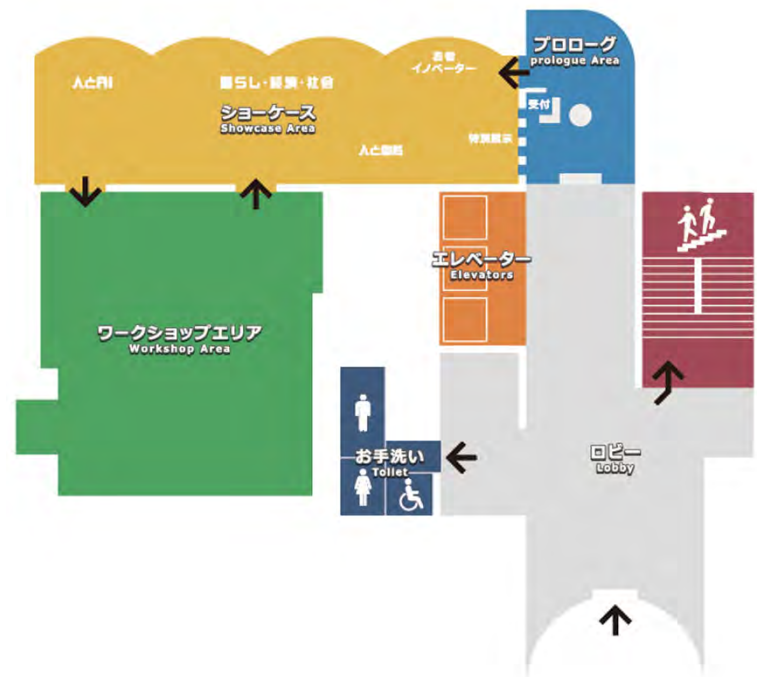 プロローグ
prologue Area
受付
若者
イノベーター
人とAI
暮らし・経済・社会
ショーケース
Showcase Area
特別展示
エレベーター
Elevators
ワークショップエリア
Workshop Area
お手洗い
Toilet
ロビー
Lobby